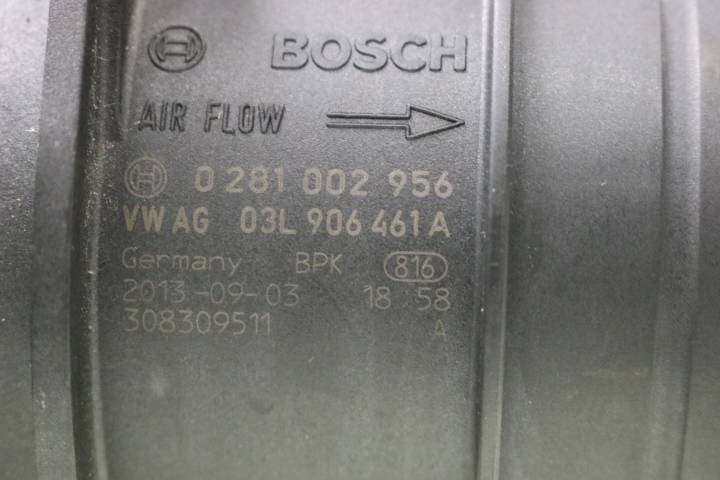 BOSCH
AIR FLOW
0 281 002 956
VW AG 03L 906 461 A
Germany BPK 816
2013-09-03 18:58
308309511 A